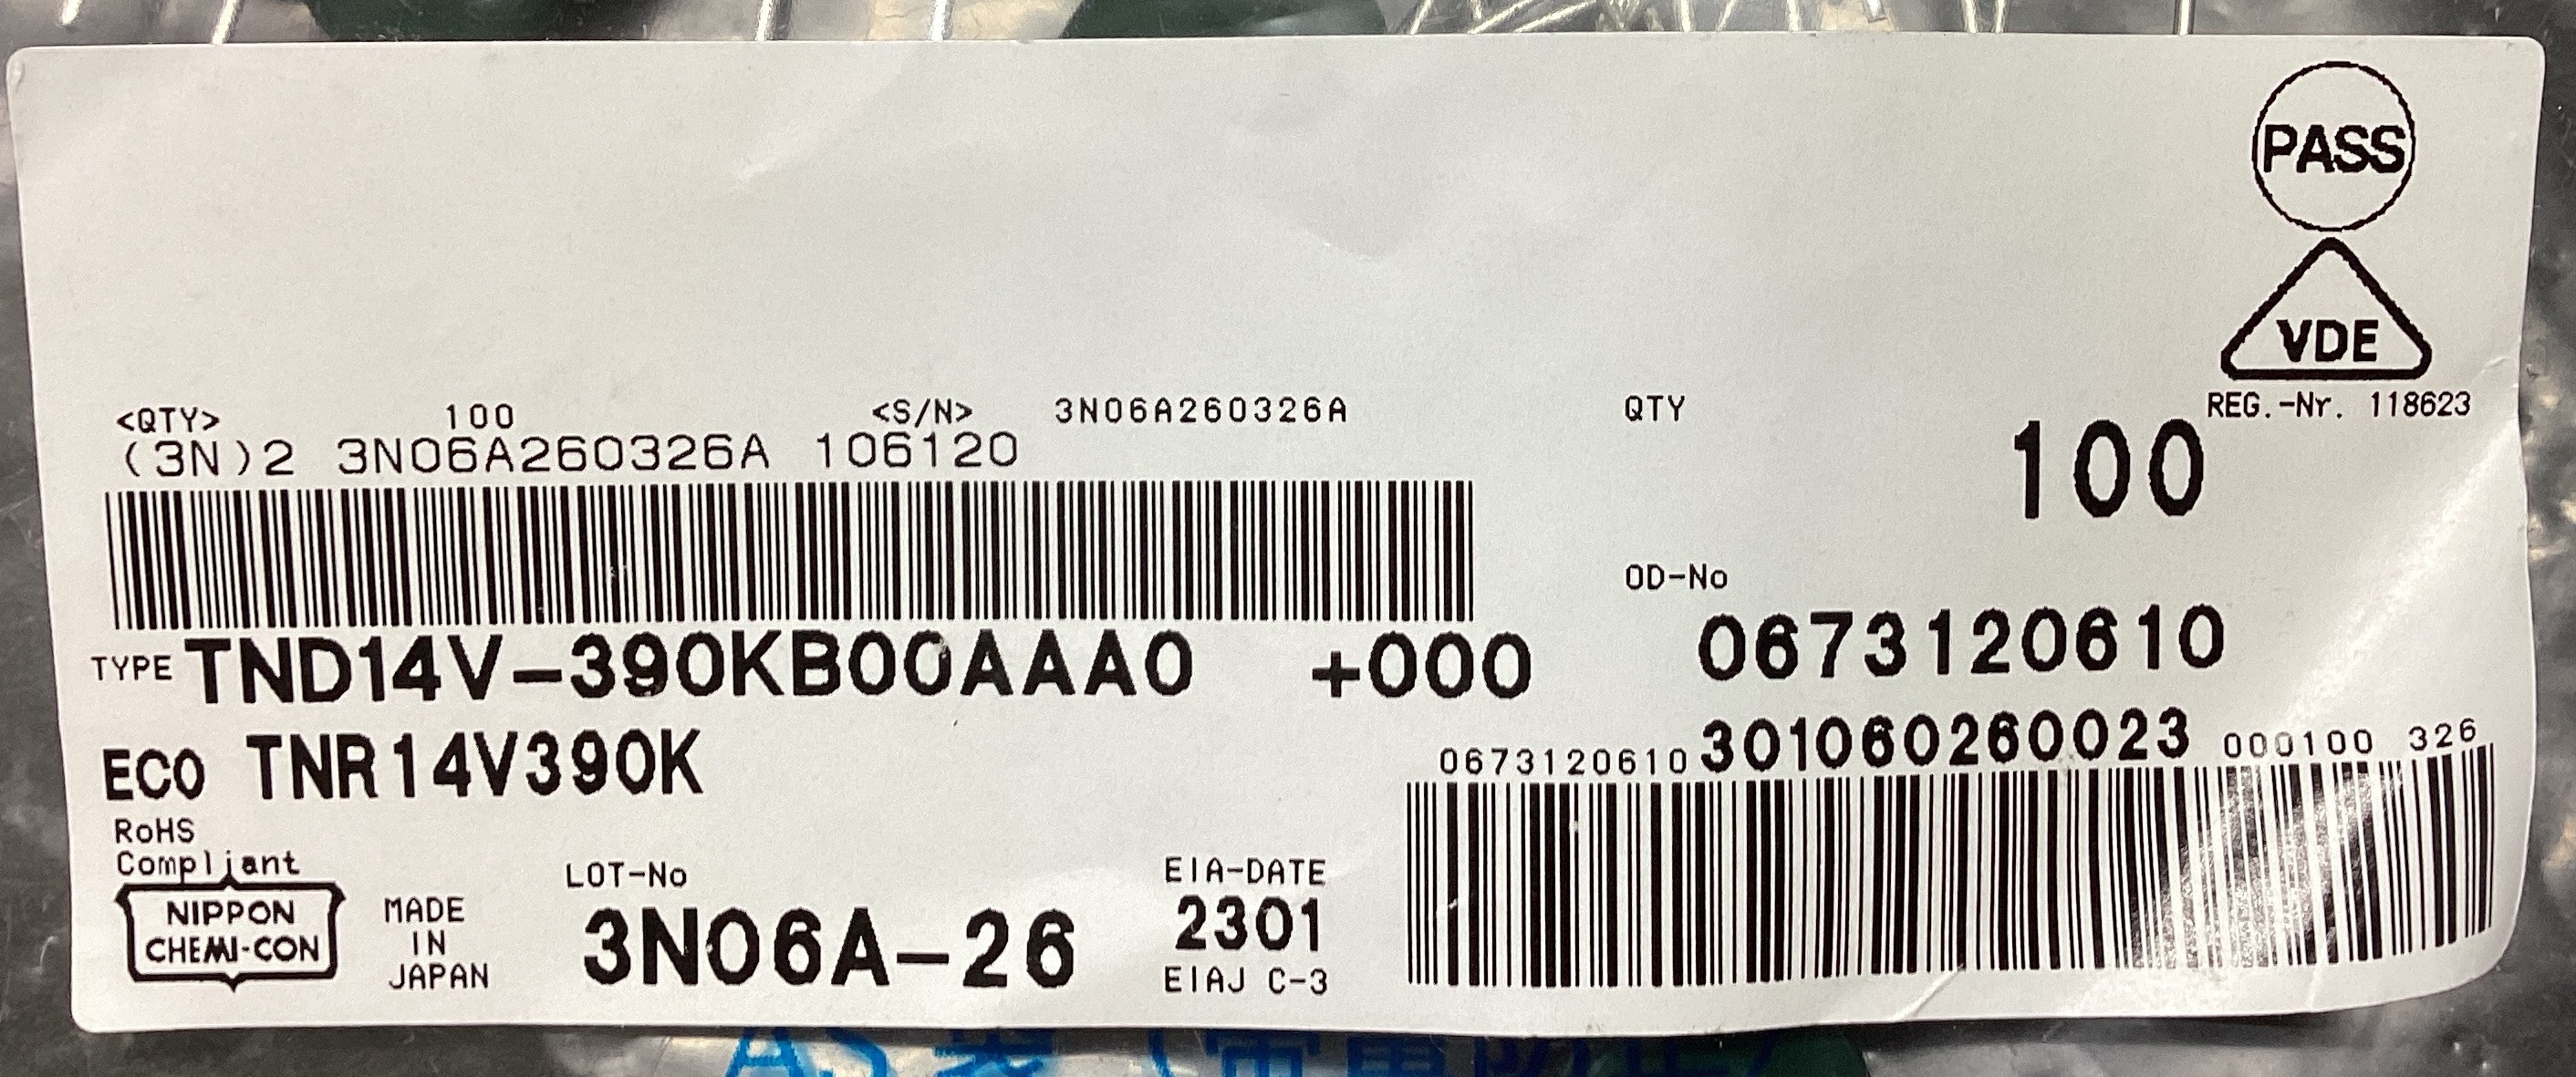 PASS
VDE
REG.-Nr. 118623
<QTY> 100 <S/N> 3N06A260326A
(3N)2 3N06A260326A 106120
QTY
100
OD-No
0673120610
TYPE TND14V-390KB00AAA0 +000
ECO TNR14V390K
0673120610 301060260023 000100 326
RoHS
Compliant
NIPPON
CHEMI-CON
MADE
IN
JAPAN
LOT-No
3N06A-26
EIA-DATE
2301
EIAJ C-3